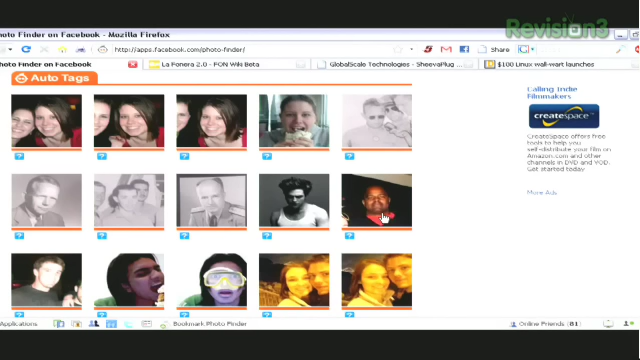 Revision3
hoto Finder on Facebook - Mozilla Firefox
http://apps.facebook.com/photo-finder/
Share
hoto Finder on Facebook
La Fonera 2.0 - FON Wiki Beta
GlobalScale Technologies - SheevaPlug ...
$100 Linux wall-wart launches
Auto Tags
Calling Indie
Filmmakers
createspace
CreateSpace offers free
tools to help you
self-distribute your film on
Amazon.com and other
channels in DVD and VOD.
Get started today
More Ads
Applications
Bookmark Photo Finder
Online Friends (81)